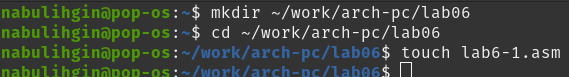 nabulihgin@pop-os:~$ mkdir ~/work/arch-pc/lab06
nabulihgin@pop-os:~$ cd ~/work/arch-pc/lab06
nabulihgin@pop-os:~/work/arch-pc/lab06$ touch lab6-1.asm
nabulihgin@pop-os:~/work/arch-pc/lab06$